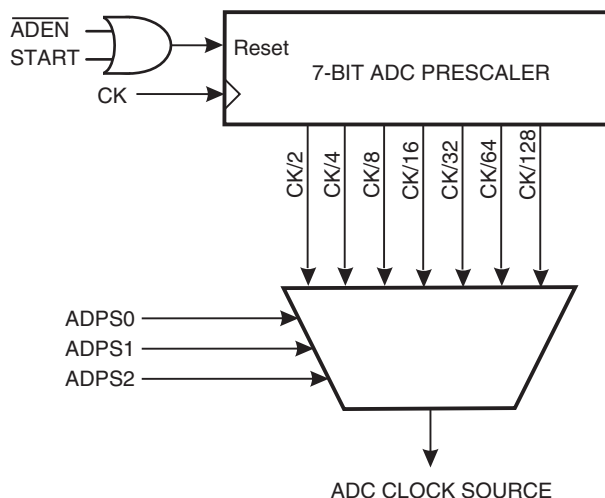 ADEN
START
Reset
7-BIT ADC PRESCALER
CK
CK/2
CK/4
CK/8
CK/16
CK/32
CK/64
CK/128
ADPS0
ADPS1
ADPS2
ADC CLOCK SOURCE